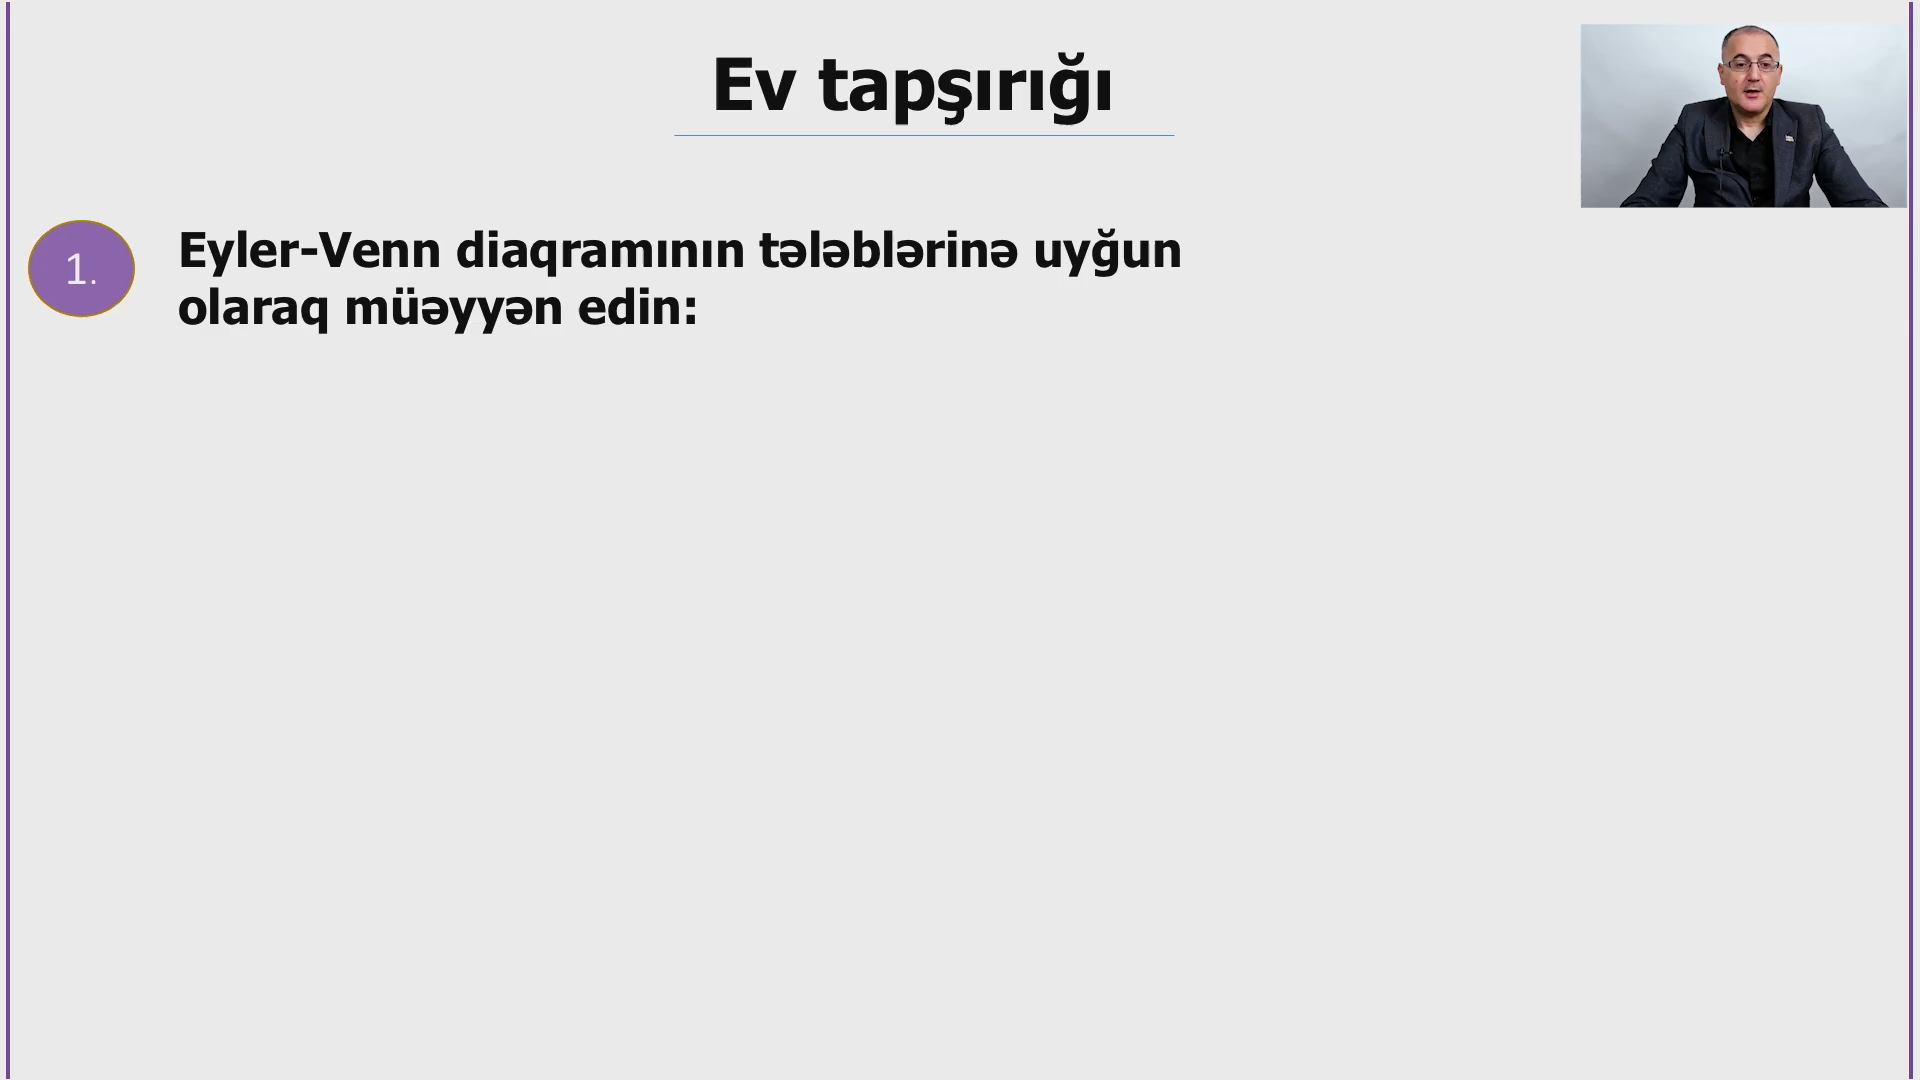 Ev tapşırığı
1.
Eyler-Venn diaqramının tələblərinə uyğun
olaraq müəyyən edin: